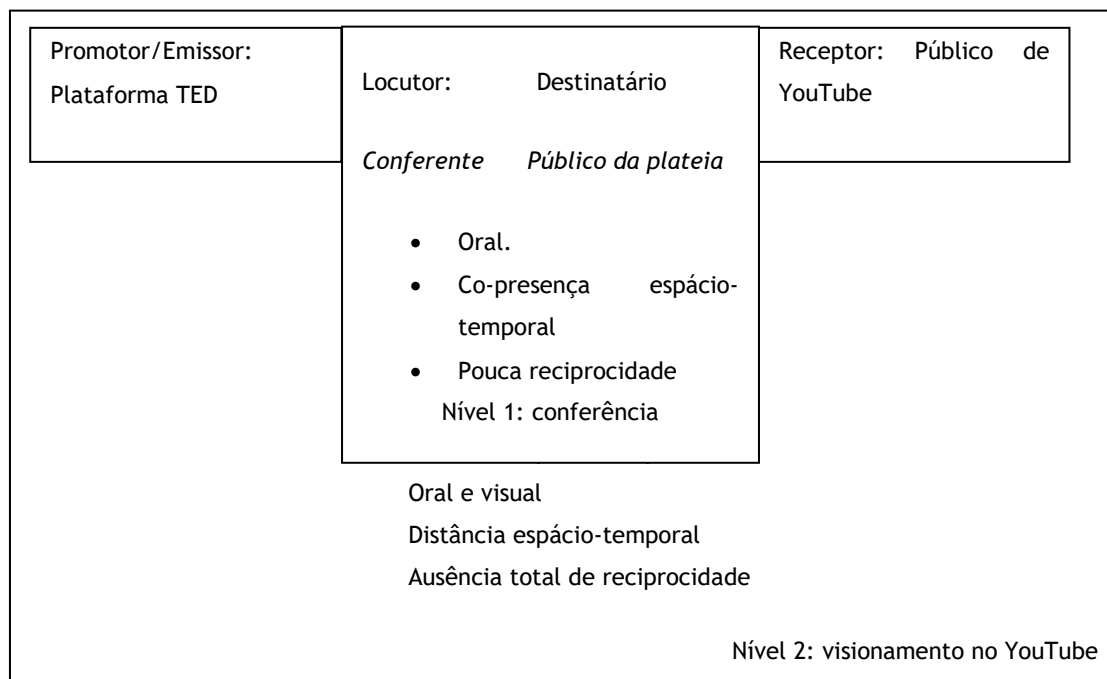 Promotor/Emissor:
Plataforma TED
Locutor: Destinatário
Conferente Público da plateia
• Oral.
• Co-presença espácio-
temporal
• Pouca reciprocidade
Nível 1: conferência
Receptor: Público de
YouTube
Oral e visual
Distância espácio-temporal
Ausência total de reciprocidade
Nível 2: visionamento no YouTube